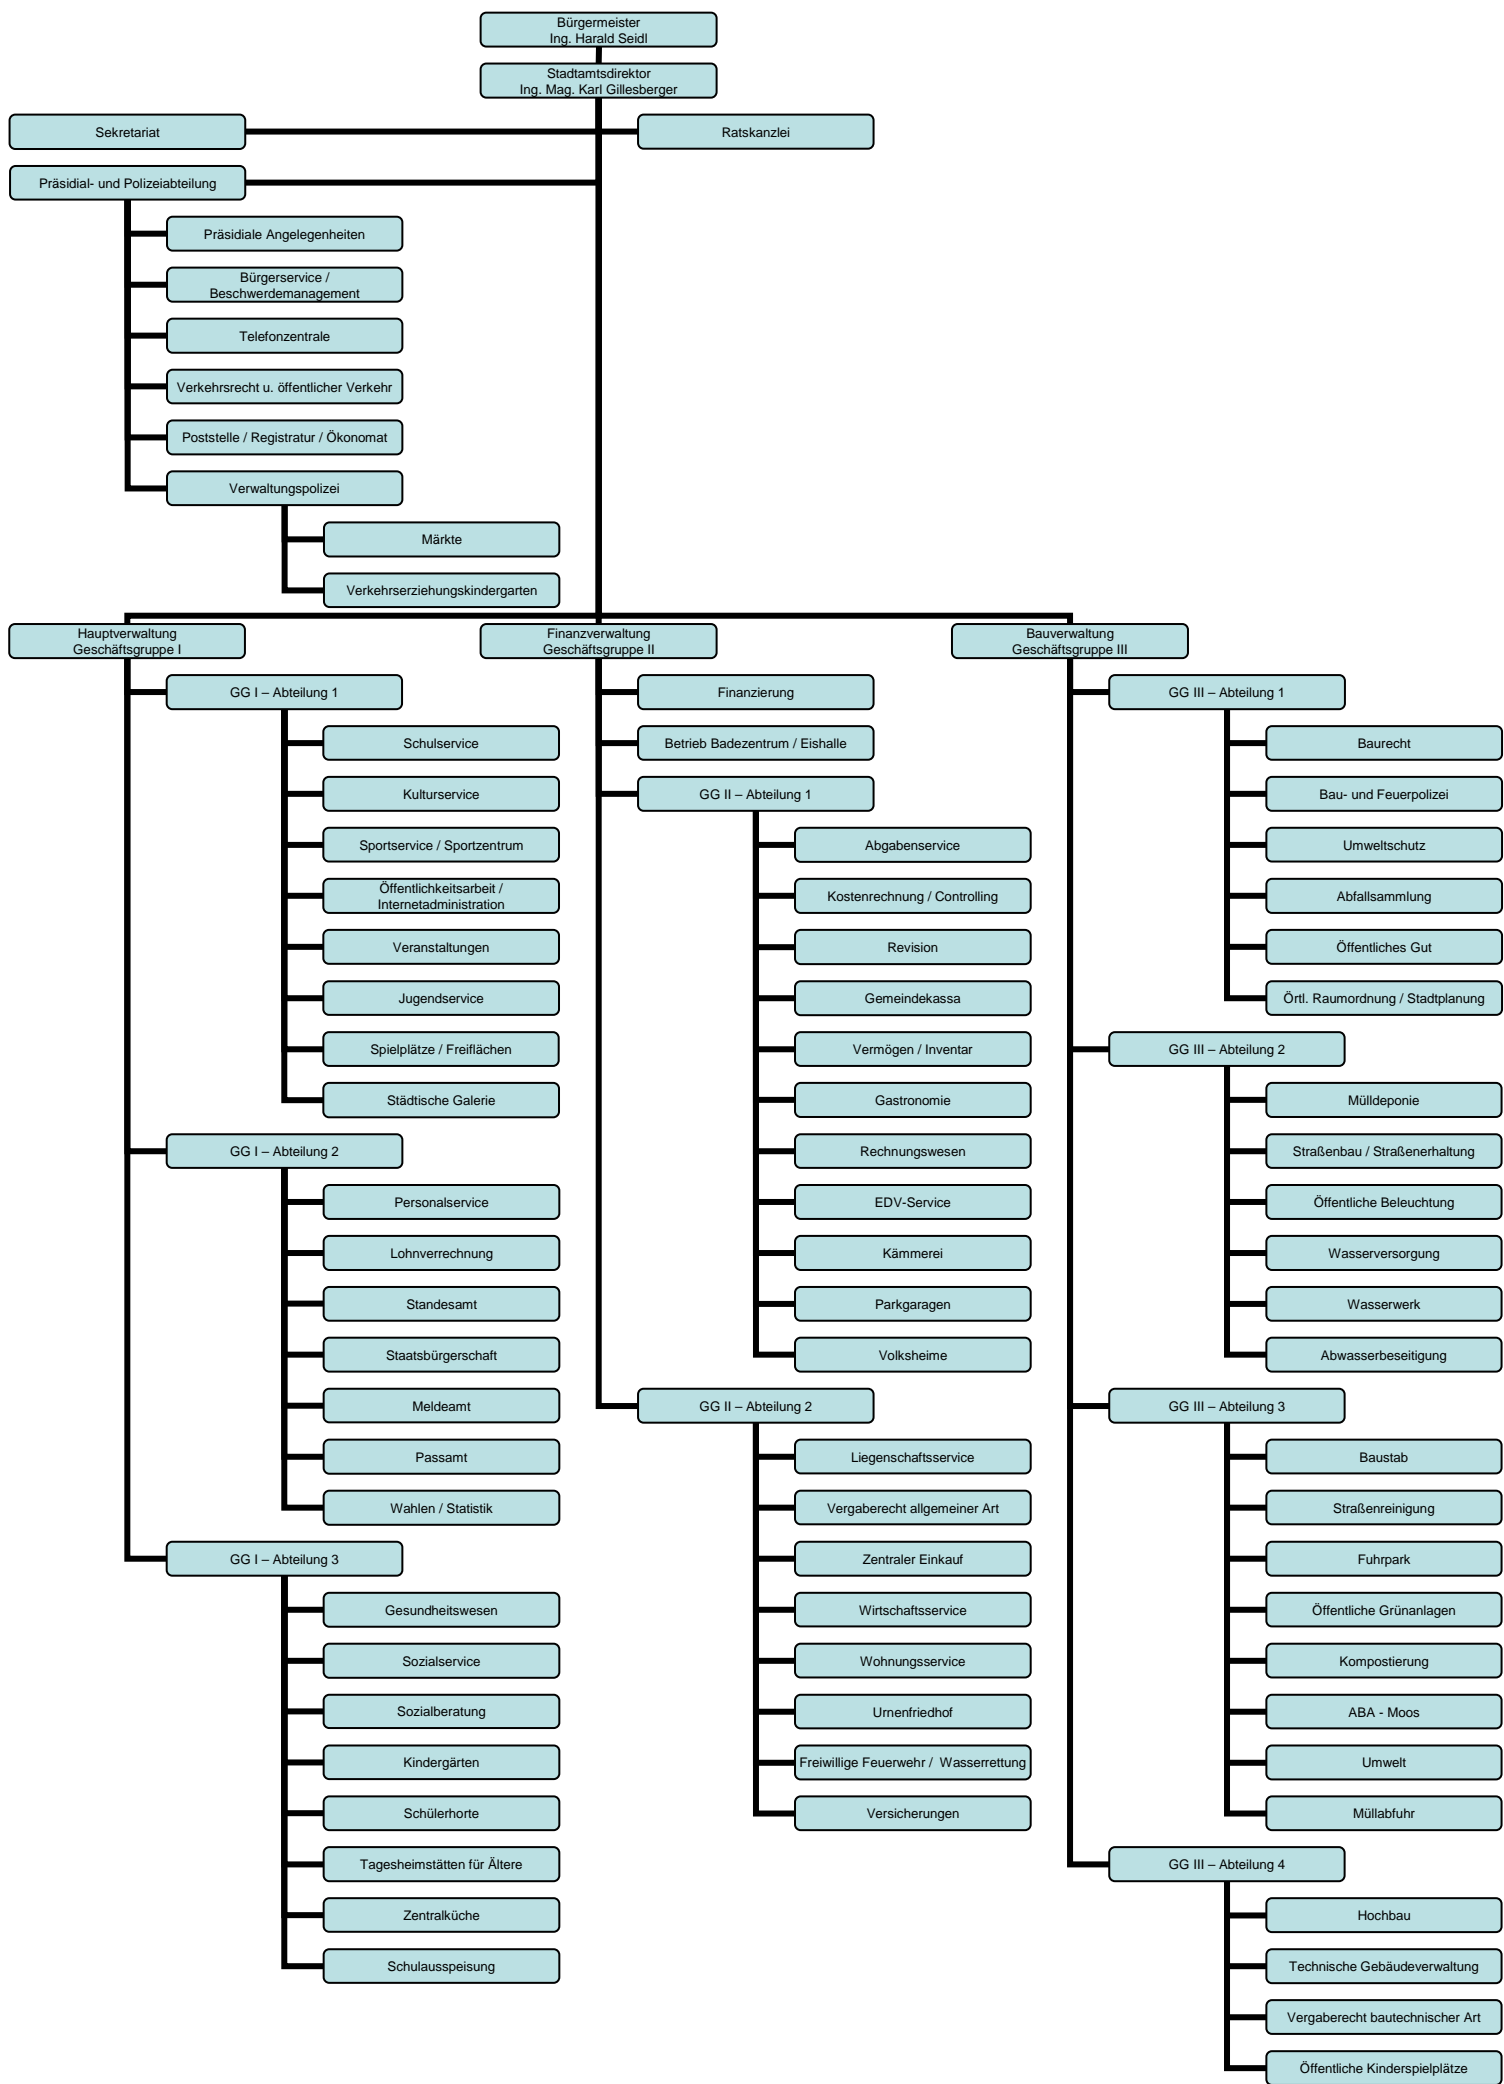 Bürgermeister
Ing. Harald Seidl
Stadtamtsdirektor
Ing. Mag. Karl Gillesberger
Sekretariat
Ratskanzlei
Präsidial- und Polizeiabteilung
Präsidiale Angelegenheiten
Bürgerservice /
Beschwerdemanagement
Telefonzentrale
Verkehrsrecht u. öffentlicher Verkehr
Poststelle / Registratur / Ökonomat
Verwaltungspolizei
Märkte
Verkehrserziehungskindergarten
Hauptverwaltung
Geschäftsgruppe I
GG I – Abteilung 1
Schulservice
Kulturservice
Sportservice / Sportzentrum
Öffentlichkeitsarbeit /
Internetadministration
Veranstaltungen
Jugendservice
Spielplätze / Freiflächen
Städtische Galerie
GG I – Abteilung 2
Personalservice
Lohnverrechnung
Standesamt
Staatsbürgerschaft
Meldeamt
Passamt
Wahlen / Statistik
GG I – Abteilung 3
Gesundheitswesen
Sozialservice
Sozialberatung
Kindergärten
Schülerhorte
Tagesheimstätten für Ältere
Zentralküche
Schulausspeisung
Finanzverwaltung
Geschäftsgruppe II
Finanzierung
Betrieb Badezentrum / Eishalle
GG II – Abteilung 1
Abgabenservice
Kostenrechnung / Controlling
Revision
Gemeindekassa
Vermögen / Inventar
Gastronomie
Rechnungswesen
EDV-Service
Kämmerei
Parkgaragen
Volksheime
GG II – Abteilung 2
Liegenschaftsservice
Vergaberecht allgemeiner Art
Zentraler Einkauf
Wirtschaftsservice
Wohnungsservice
Urnenfriedhof
Freiwillige Feuerwehr / Wasserrettung
Versicherungen
Bauverwaltung
Geschäftsgruppe III
GG III – Abteilung 1
Baurecht
Bau- und Feuerpolizei
Umweltschutz
Abfallsammlung
Öffentliches Gut
Örtl. Raumordnung / Stadtplanung
GG III – Abteilung 2
Mülldeponie
Straßenbau / Straßenerhaltung
Öffentliche Beleuchtung
Wasserversorgung
Wasserwerk
Abwasserbeseitigung
GG III – Abteilung 3
Baustab
Straßenreinigung
Fuhrpark
Öffentliche Grünanlagen
Kompostierung
ABA - Moos
Umwelt
Müllabfuhr
GG III – Abteilung 4
Hochbau
Technische Gebäudeverwaltung
Vergaberecht bautechnischer Art
Öffentliche Kinderspielplätze